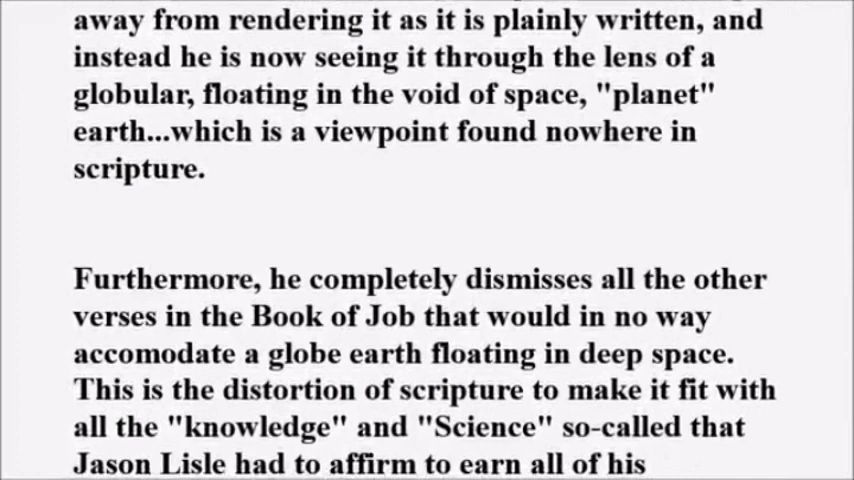 away from rendering it as it is plainly written, and
instead he is now seeing it through the lens of a
globular, floating in the void of space, "planet"
earth...which is a viewpoint found nowhere in
scripture.
Furthermore, he completely dismisses all the other
verses in the Book of Job that would in no way
accomodate a globe earth floating in deep space.
This is the distortion of scripture to make it fit with
all the "knowledge" and "Science" so-called that
Jason Lisle had to affirm to earn all of his